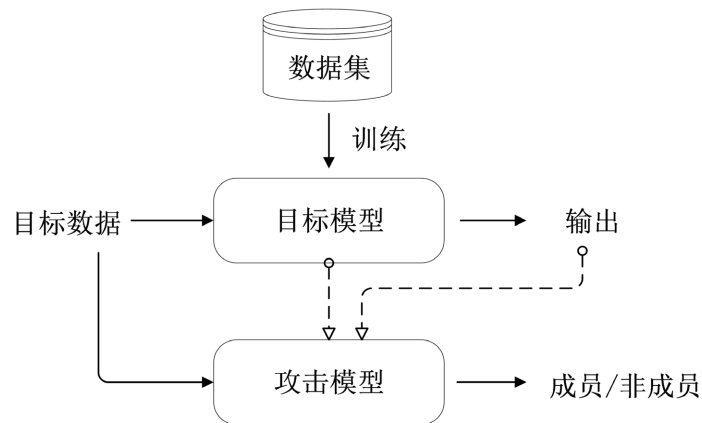 数据集
训练
目标数据
目标模型
输出
攻击模型
成员/非成员